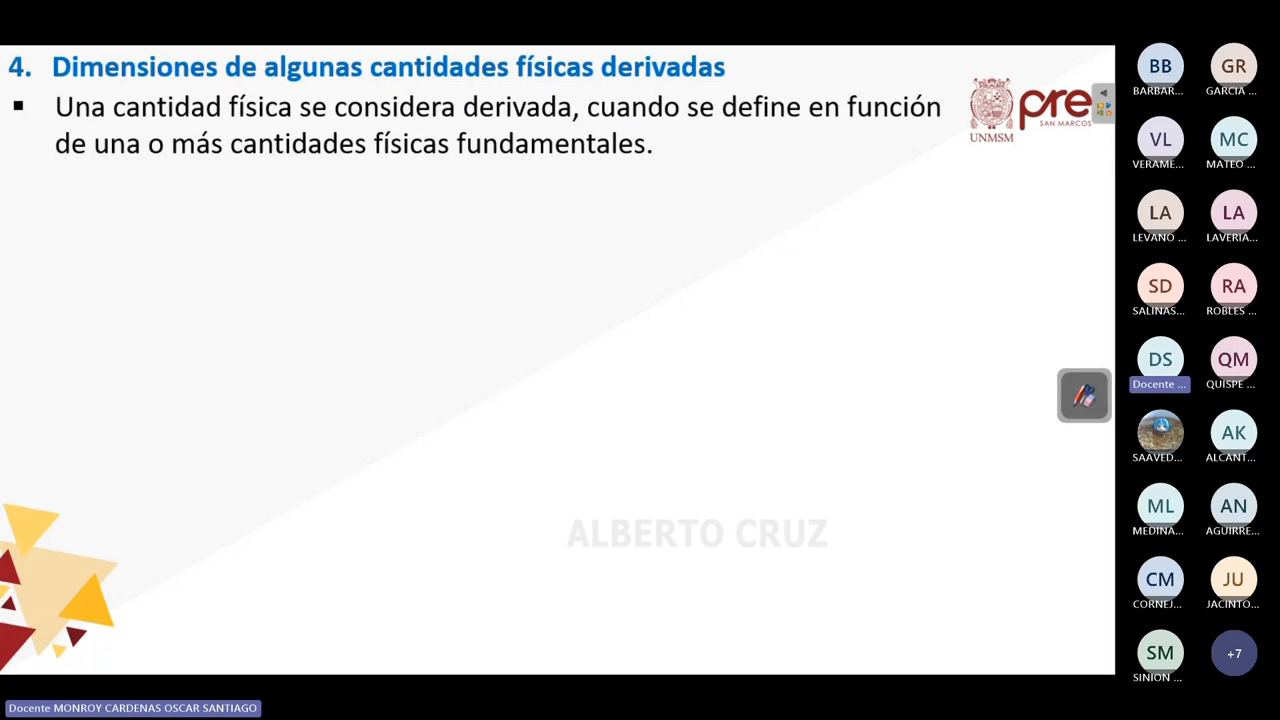 4. Dimensiones de algunas cantidades físicas derivadas
▪ Una cantidad física se considera derivada, cuando se define en función
de una o más cantidades físicas fundamentales.
UNMSM
pre
SAN MARCOS
ALBERTO CRUZ
BB GR
BARBAR... GARCIA ...
VL MC
VERAME... MATEO ...
LA LA
LEVANO ... LAVERIA...
SD RA
SALINAS... ROBLES ...
DS QM
Docente ... QUISPE ...
AK
SAAVED... ALCANT...
ML AN
MEDINA... AGUIRRE...
CM JU
CORNEJ... JACINTO...
SM +7
SINION ...
Docente MONROY CARDENAS OSCAR SANTIAGO